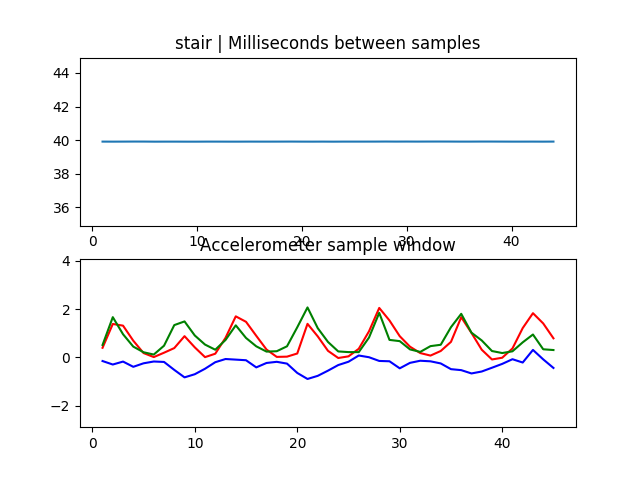 stair | Milliseconds between samples
44
42
40
38
36
0 10 20 30 40
Accelerometer sample window
4
2
0
−2
0 10 20 30 40